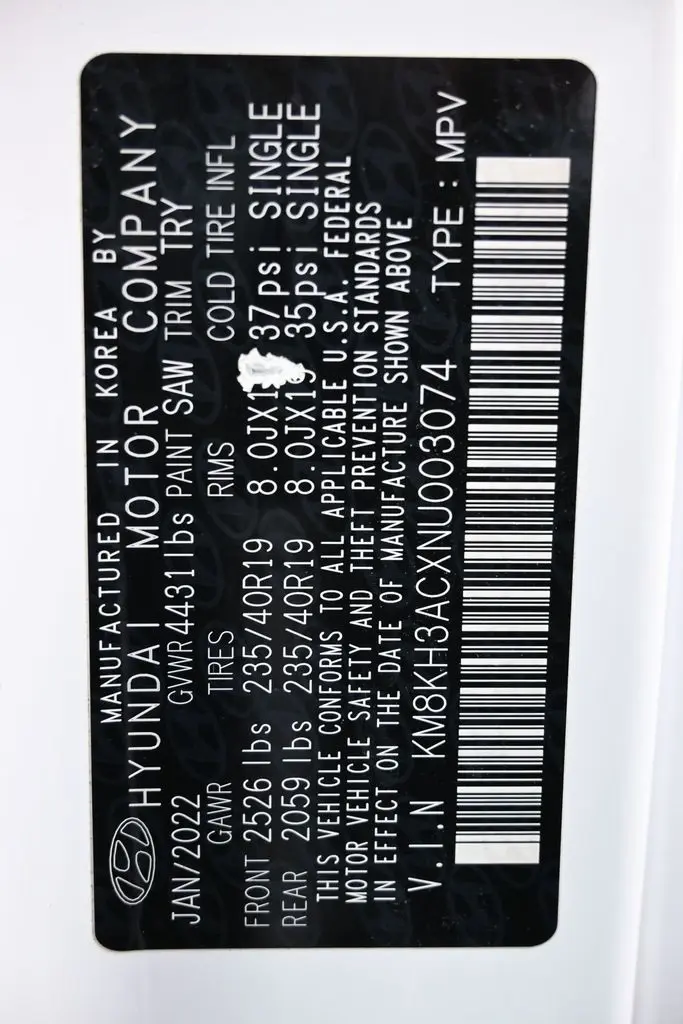 MANUFACTURED IN KOREA BY
HYUNDAI MOTOR COMPANY
JAN/2022 GVWR 4431lbs PAINT SAW TRIM TRY
GAWR TIRES RIMS COLD TIRE INFL
FRONT 2526 lbs 235/40R19 37psi SINGLE
REAR 2059 lbs 235/40R19 8.0JX19 35psi SINGLE
THIS VEHICLE CONFORMS TO ALL APPLICABLE U.S.A. FEDERAL
MOTOR VEHICLE SAFETY AND THEFT PREVENTION STANDARDS
IN EFFECT ON THE DATE OF MANUFACTURE SHOWN ABOVE
V.I.N KM8KH3ACXNU003074 TYPE : MPV